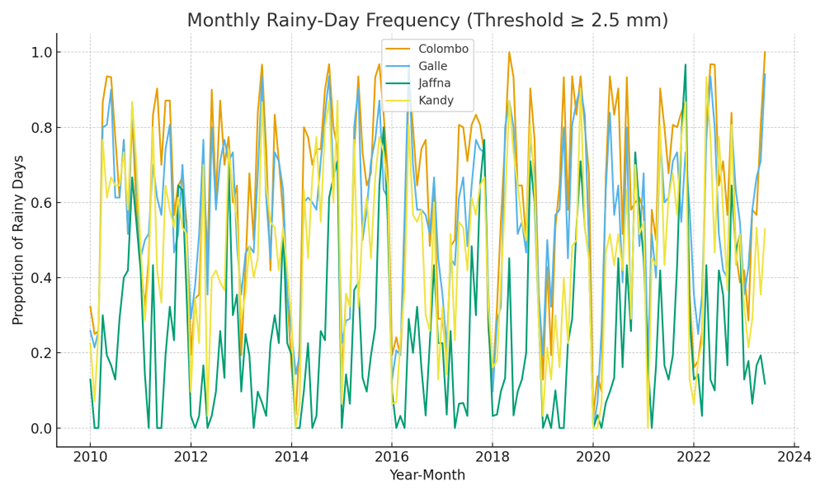 Monthly Rainy-Day Frequency (Threshold ≥ 2.5 mm)
Colombo
Galle
Jaffna
Kandy
Proportion of Rainy Days
1.0
0.8
0.6
0.4
0.2
0.0
2010 2012 2014 2016 2018 2020 2022 2024
Year-Month